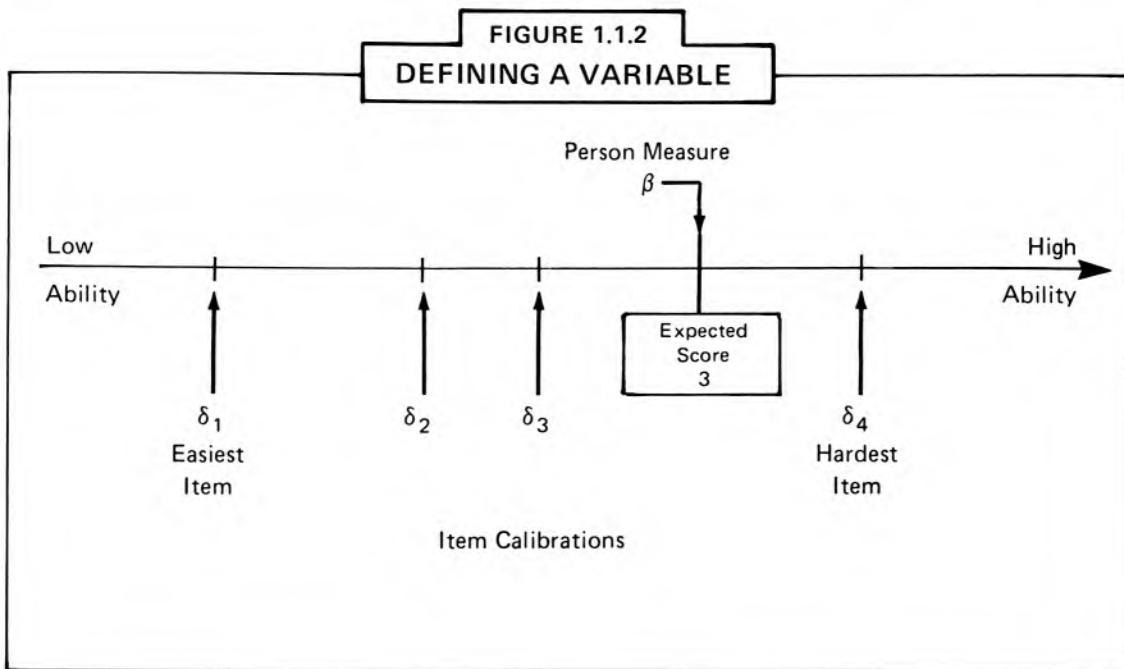 FIGURE 1.1.2
DEFINING A VARIABLE
Person Measure
β
Low
High
Ability
Ability
Expected
Score
3
δ1
δ2
δ3
δ4
Easiest
Hardest
Item
Item
Item Calibrations